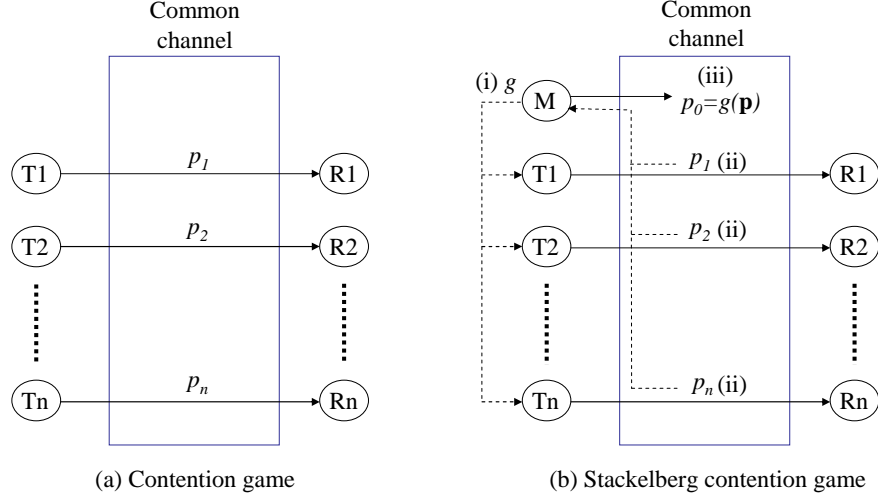 Common
channel
T1
p1
R1
T2
p2
R2
Tn
pn
Rn
(a) Contention game
Common
channel
(i) g
M
(iii)
p0=g(p)
T1
p1 (ii)
R1
T2
p2 (ii)
R2
Tn
pn (ii)
Rn
(b) Stackelberg contention game